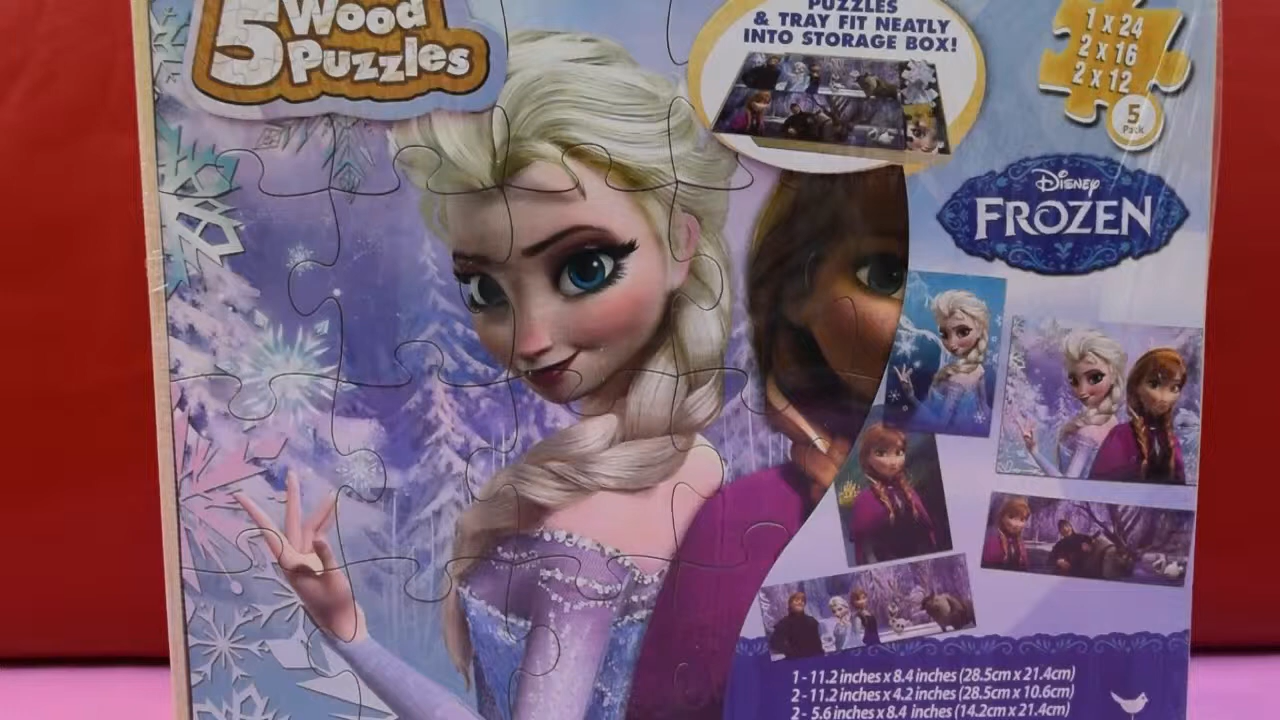 5 Wood
Puzzles
PUZZLES
& TRAY FIT NEATLY
INTO STORAGE BOX!
1 x 24
2 x 16
2 x 12
5
Pack
DISNEY
FROZEN
1 - 11.2 inches x 8.4 inches (28.5cm x 21.4cm)
2 - 11.2 inches x 4.2 inches (28.5cm x 10.6cm)
2 - 5.6 inches x 8.4 inches (14.2cm x 21.4cm)